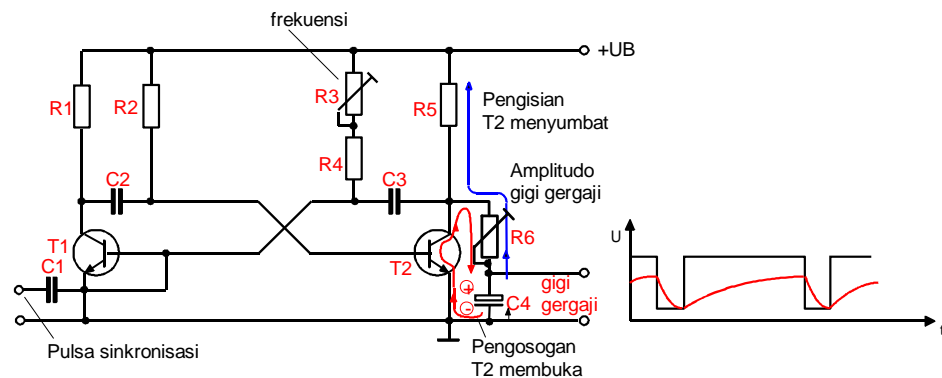 frekuensi
+UB
R1
R2
R3
R5
Pengisian
T2 menyumbat
R4
C2
C3
Amplitudo
gigi gergaji
T1
T2
R6
U
C1
+
-
C4
gigi
gergaji
t
Pulsa sinkronisasi
Pengosogan
T2 membuka